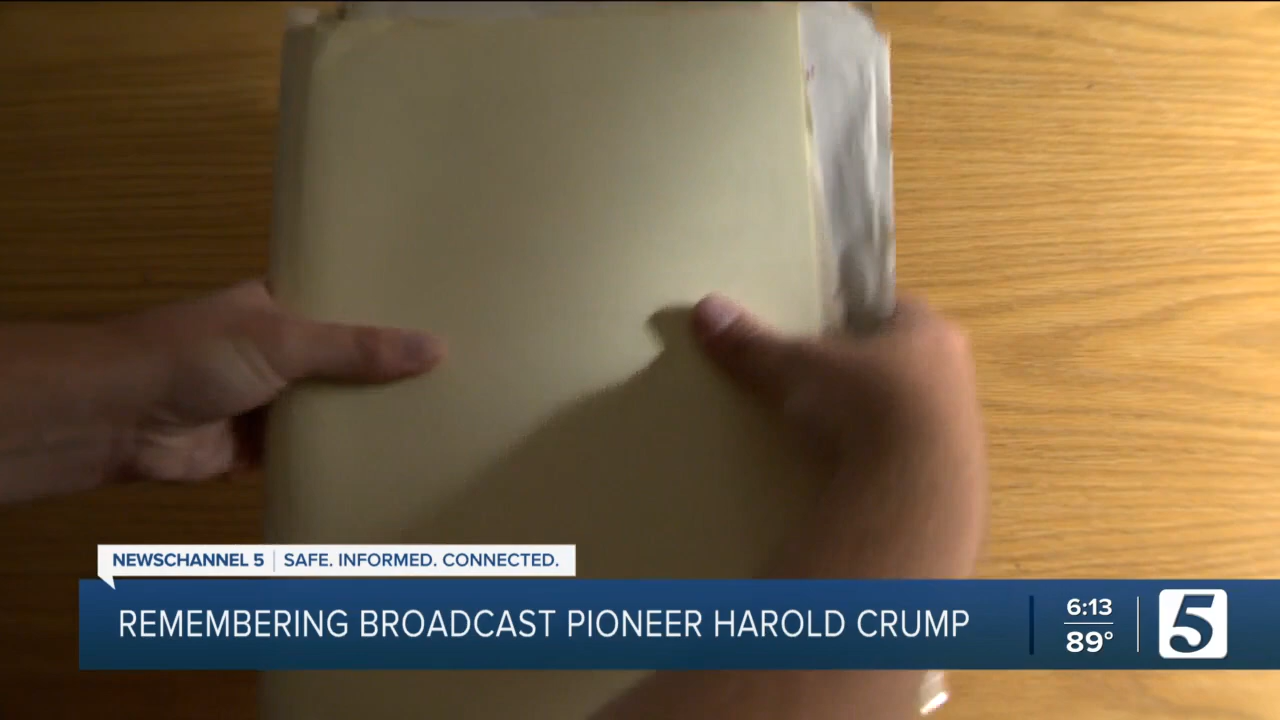 NEWSCHANNEL 5 | SAFE. INFORMED. CONNECTED.
REMEMBERING BROADCAST PIONEER HAROLD CRUMP
6:13
89°
5